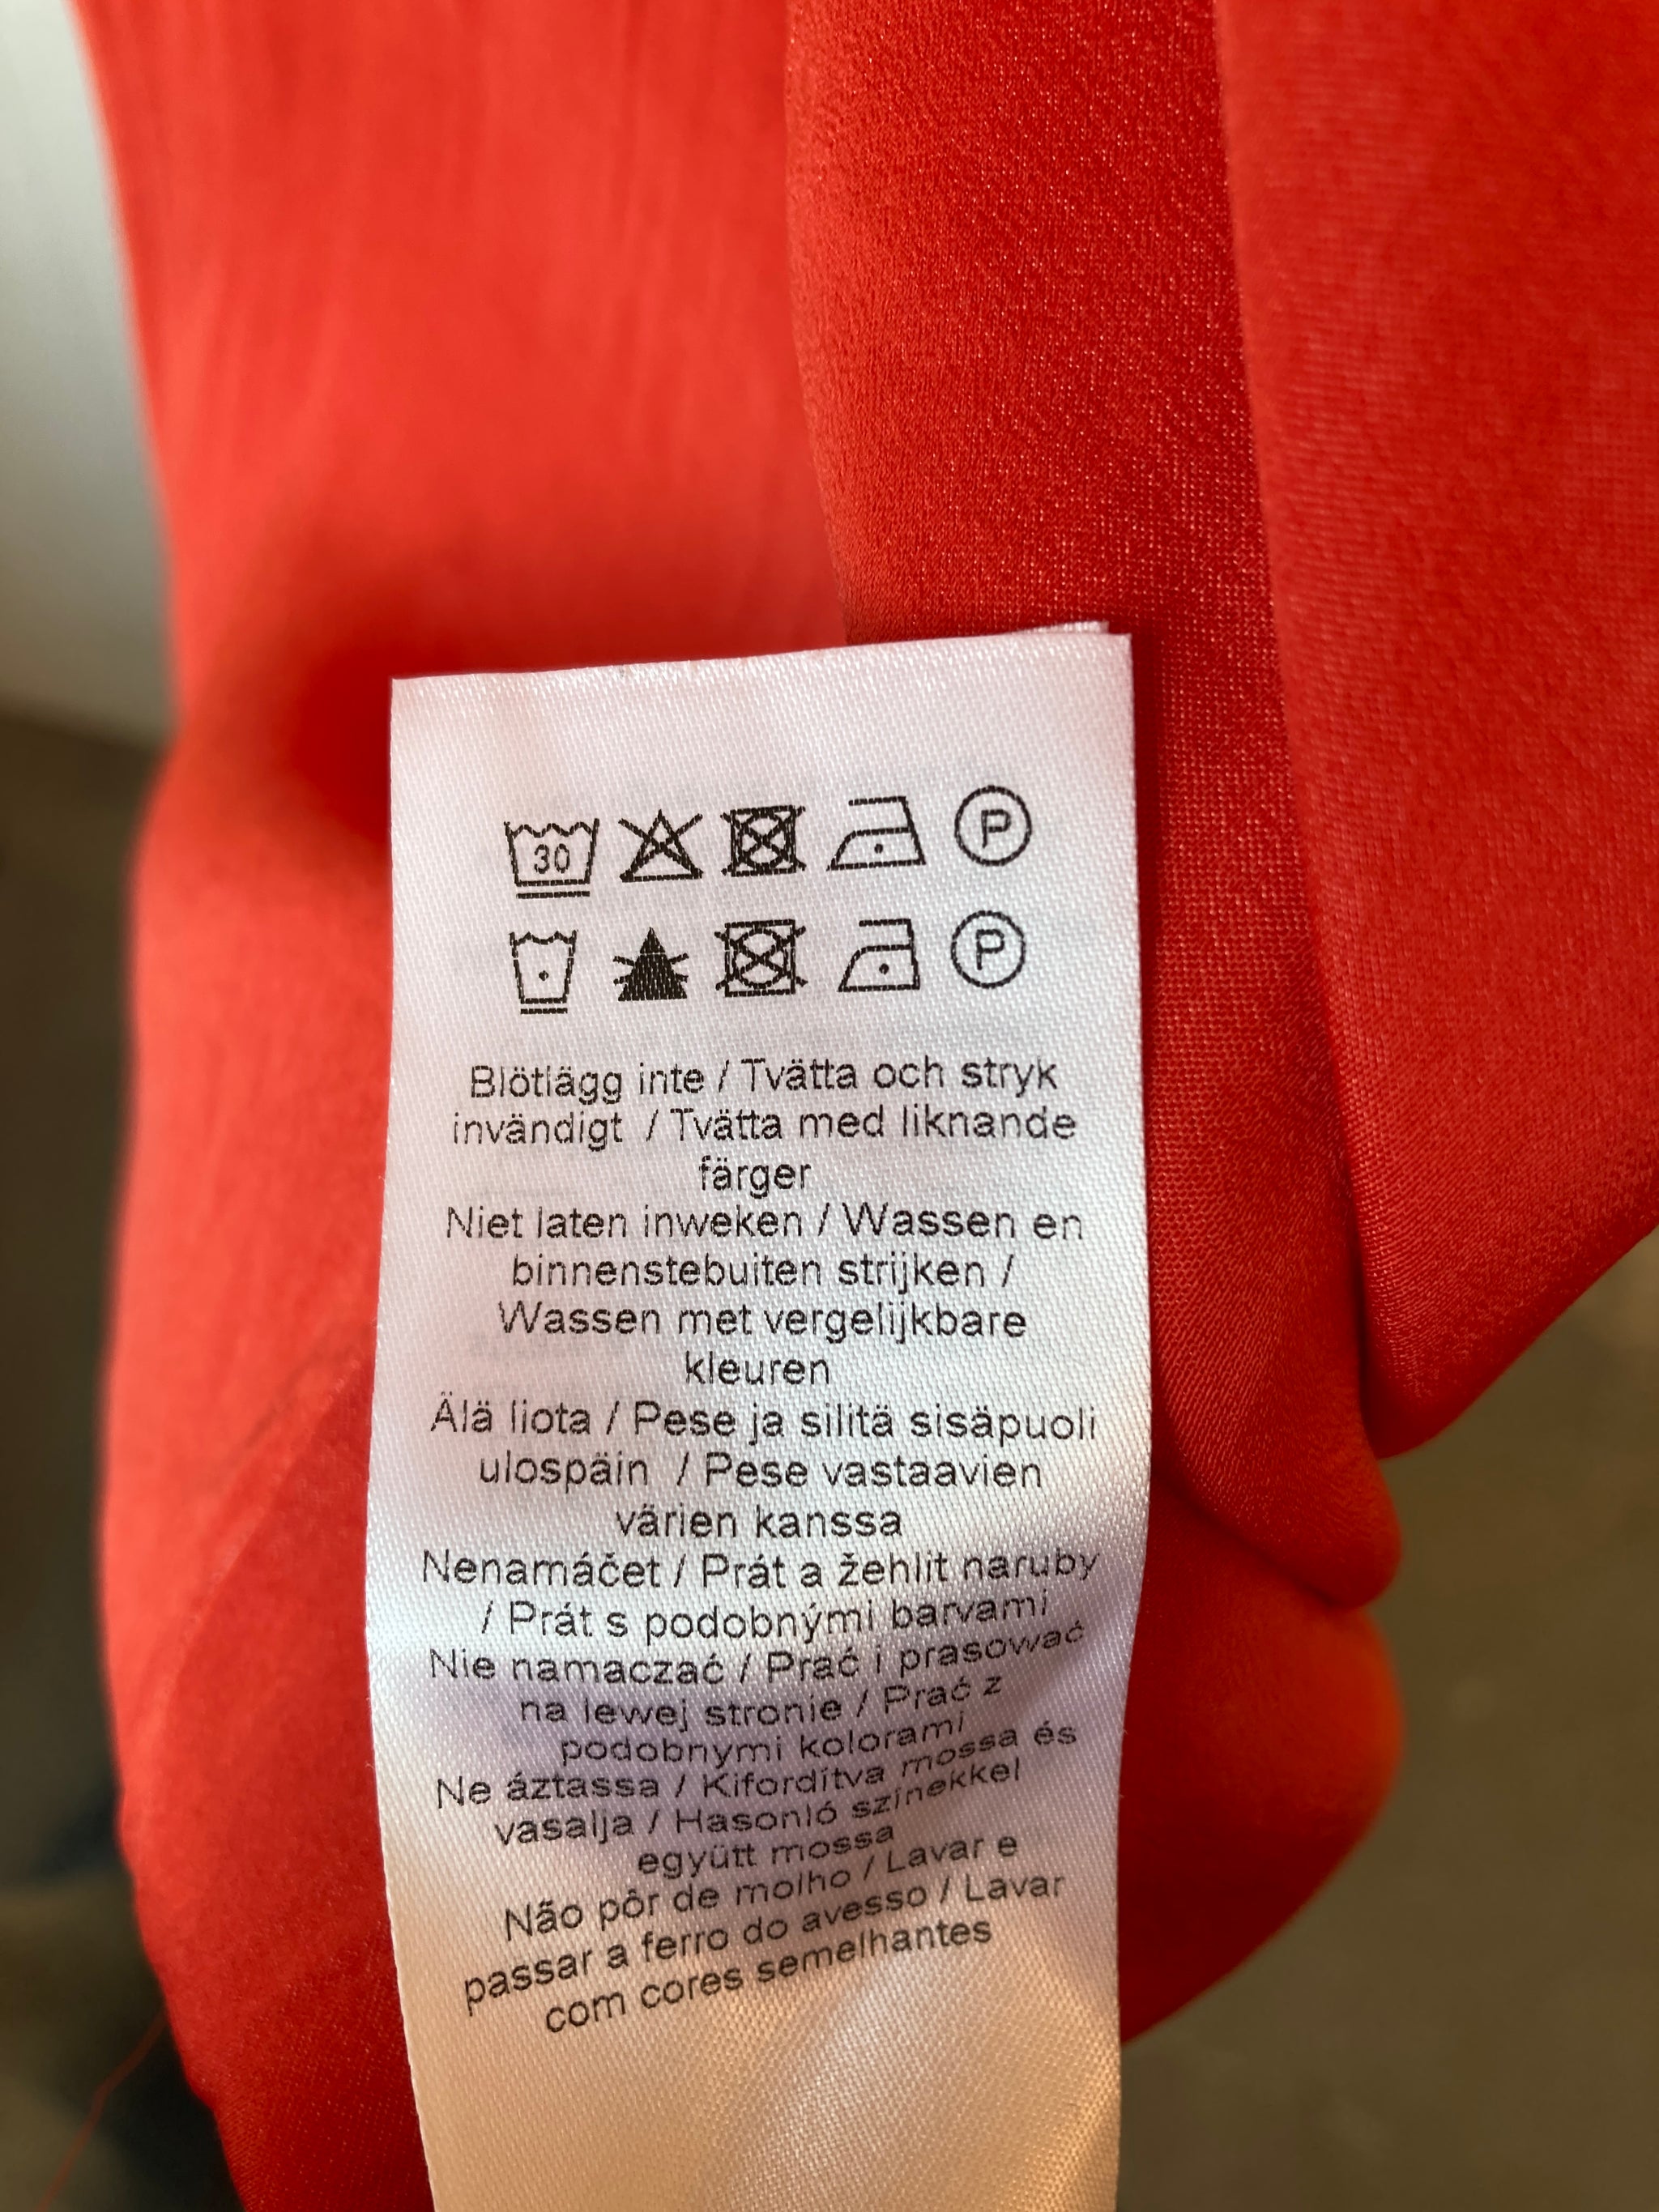 30 P
P
Blötlägg inte / Tvätta och stryk
invändigt / Tvätta med liknande
färger
Niet laten inweken / Wassen en
binnenstebuiten strijken /
Wassen met vergelijkbare
kleuren
Älä liota / Pese ja silitä sisäpuoli
ulospäin / Pese vastaavien
värien kanssa
Nenamáčet / Prát a žehlit naruby
/ Prát s podobnými barvami
Nie namaczać / Prać i prasować
na lewej stronie / Prać z
podobnymi kolorami
Ne áztassa / Kifordítva mossa és
vasalja / Hasonló színekkel
együtt mossa
Não pôr de molho / Lavar e
passar a ferro do avesso / Lavar
com cores semelhantes